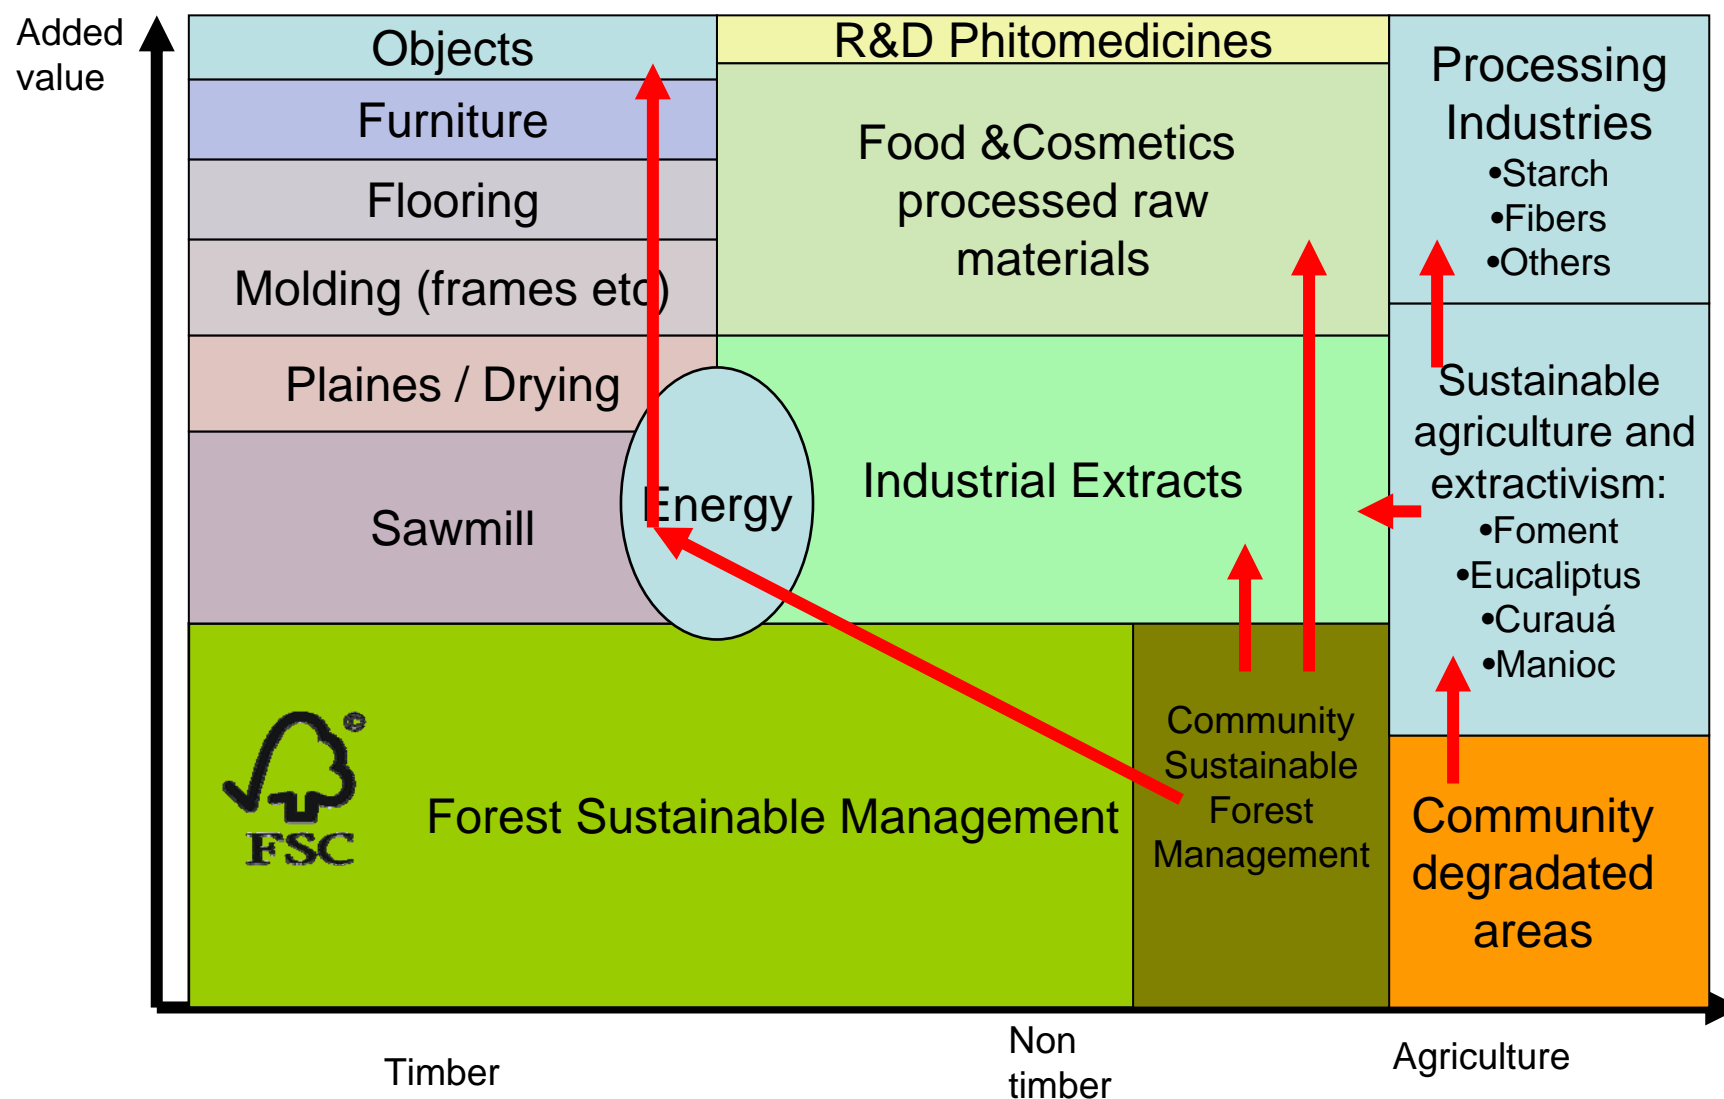 Added
value
Objects
Furniture
Flooring
Molding (frames etc)
Plaines / Drying
Sawmill
Energy
R&D Phitomedicines
Food &Cosmetics
processed raw
materials
Industrial Extracts
Processing
Industries
•Starch
•Fibers
•Others
Sustainable
agriculture and
extractivism:
•Foment
•Eucaliptus
•Curauá
•Manioc
©
FSC
Forest Sustainable Management
Community
Sustainable
Forest
Management
Community
degradated
areas
Timber
Non
timber
Agriculture